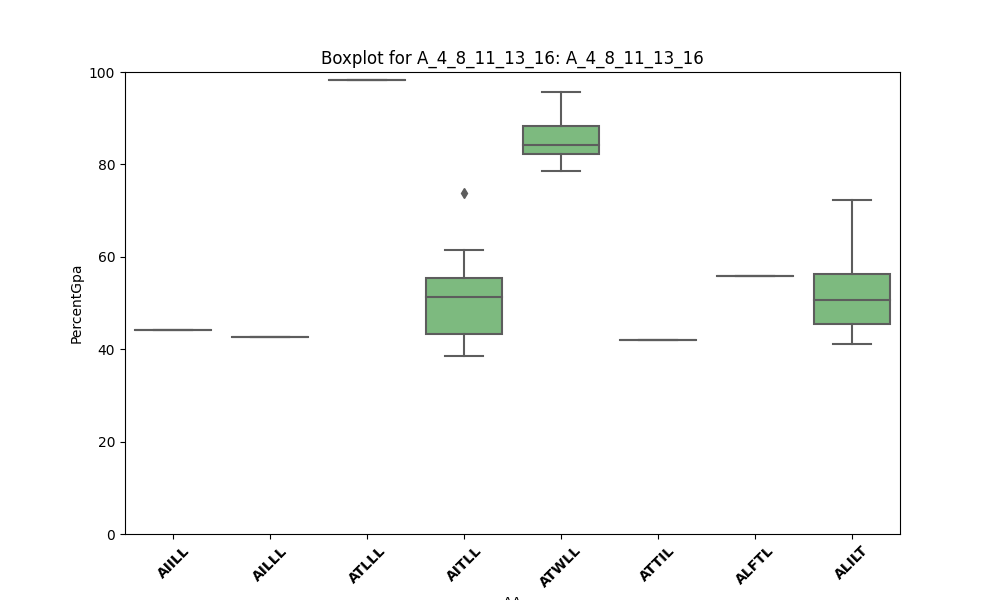 Boxplot for A_4_8_11_13_16: A_4_8_11_13_16
100
80
60
40
20
0
PercentGpa
AIILL
AILLL
ATLLL
AITLL
ATWLL
ATTIL
ALFTL
ALILT
AA